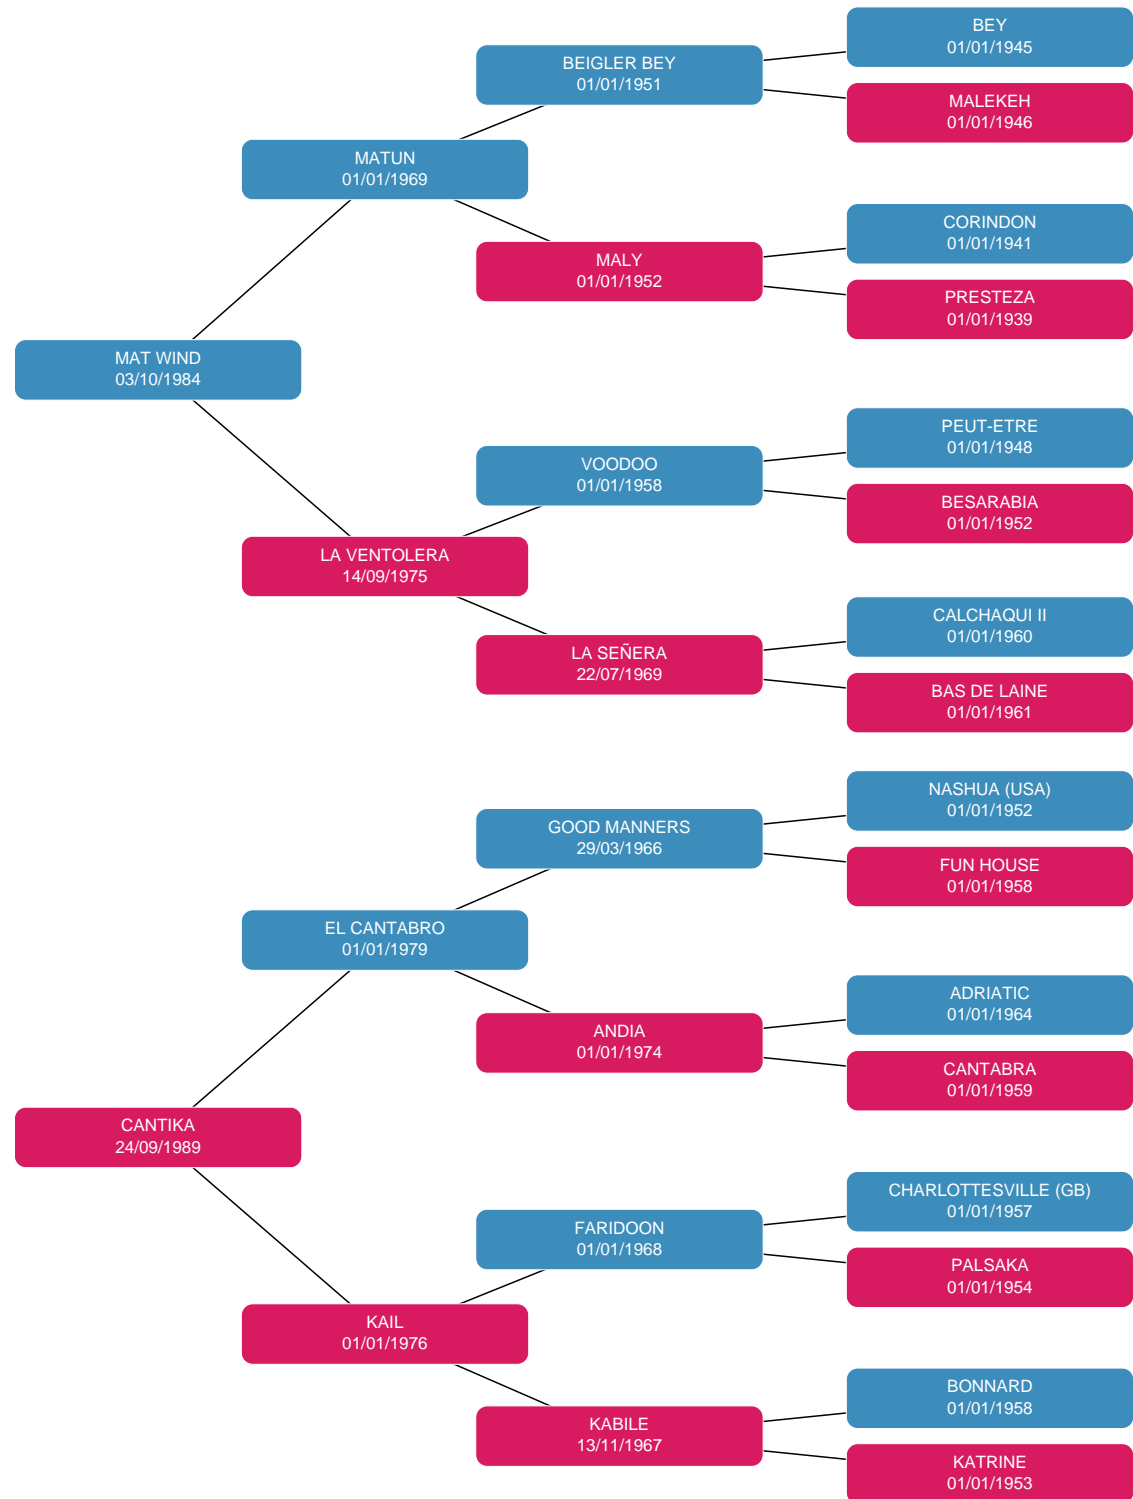 BEY
01/01/1945
BEIGLER BEY
01/01/1951
MALEKEH
01/01/1946
MATUN
01/01/1969
CORINDON
01/01/1941
MALY
01/01/1952
PRESTEZA
01/01/1939
MAT WIND
03/10/1984
PEUT-ETRE
01/01/1948
VOODOO
01/01/1958
BESARABIA
01/01/1952
LA VENTOLERA
14/09/1975
CALCHAQUI II
01/01/1960
LA SEÑERA
22/07/1969
BAS DE LAINE
01/01/1961
NASHUA (USA)
01/01/1952
GOOD MANNERS
29/03/1966
FUN HOUSE
01/01/1958
EL CANTABRO
01/01/1979
ADRIATIC
01/01/1964
ANDIA
01/01/1974
CANTABRA
01/01/1959
CANTIKA
24/09/1989
CHARLOTTESVILLE (GB)
01/01/1957
FARIDOON
01/01/1968
PALSAKA
01/01/1954
KAIL
01/01/1976
BONNARD
01/01/1958
KABILE
13/11/1967
KATRINE
01/01/1953